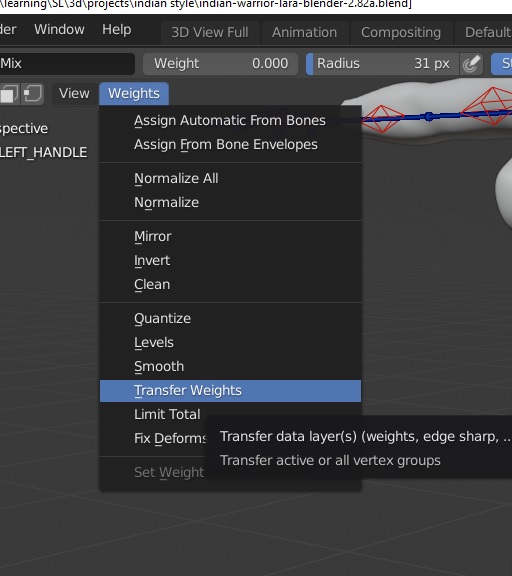 \learning\SL\3d\projects\indian style\indian-warrior-lara-blender-2.82a.blend]
der Window Help 3D View Full Animation Compositing Default
Mix Weight 0.000 Radius 31 px St
View Weights
spective
LEFT_HANDLE
Assign Automatic From Bones
Assign From Bone Envelopes
Normalize All
Normalize
Mirror
Invert
Clean
Quantize
Levels
Smooth
Transfer Weights
Limit Total
Fix Deforms
Transfer data layer(s) (weights, edge sharp, ..
Transfer active or all vertex groups
Set Weight